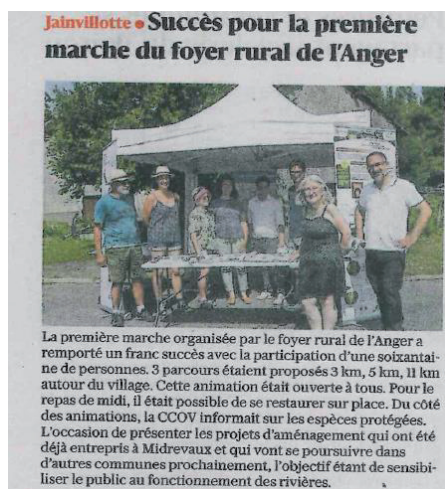 Jainvillotte ● Succès pour la première
marche du foyer rural de l'Anger
La première marche organisée par le foyer rural de l'Anger a
remporté un franc succès avec la participation d'une soixantai-
ne de personnes. 3 parcours étaient proposés 3 km, 5 km, 11 km
autour du village. Cette animation était ouverte à tous. Pour le
repas de midi, il était possible de se restaurer sur place. Du côté
des animations, la CCOV informait sur les espèces protégées.
L'occasion de présenter les projets d'aménagement qui ont été
déjà entrepris à Midrevaux et qui vont se poursuivre dans
d'autres communes prochainement, l'objectif étant de sensibi-
liser le public au fonctionnement des rivières.